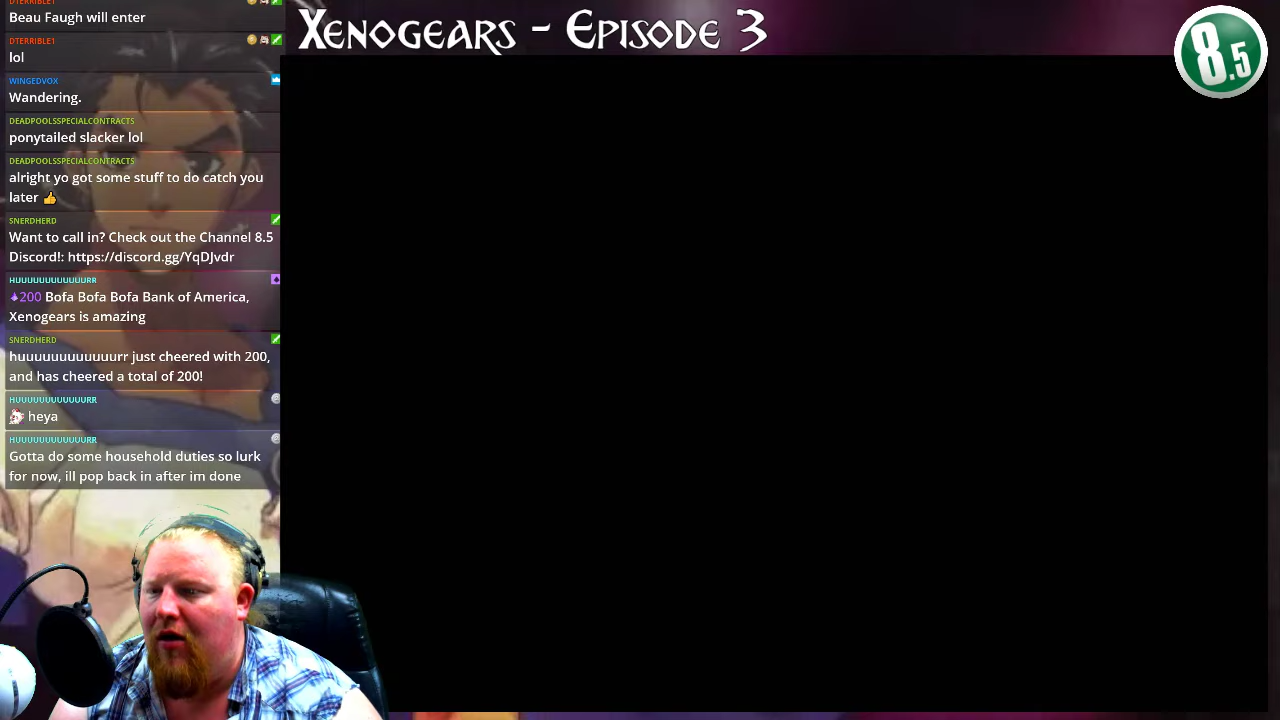 Xenogears - Episode 3
8.5
DTERRIBLE1
Beau Faugh will enter
DTERRIBLE1
lol
WINGEDVOX
Wandering.
DEADPOOLSSPECIALCONTRACTS
ponytailed slacker lol
DEADPOOLSSPECIALCONTRACTS
alright yo got some stuff to do catch you
later 👍
SNERDHERD
Want to call in? Check out the Channel 8.5
Discord!: https://discord.gg/YqDJvdr
HUUUUUUUUUUUURR
200 Bofa Bofa Bofa Bank of America,
Xenogears is amazing
SNERDHERD
huuuuuuuuuuuurr just cheered with 200,
and has cheered a total of 200!
HUUUUUUUUUUUURR
heya
HUUUUUUUUUUUURR
Gotta do some household duties so lurk
for now, ill pop back in after im done